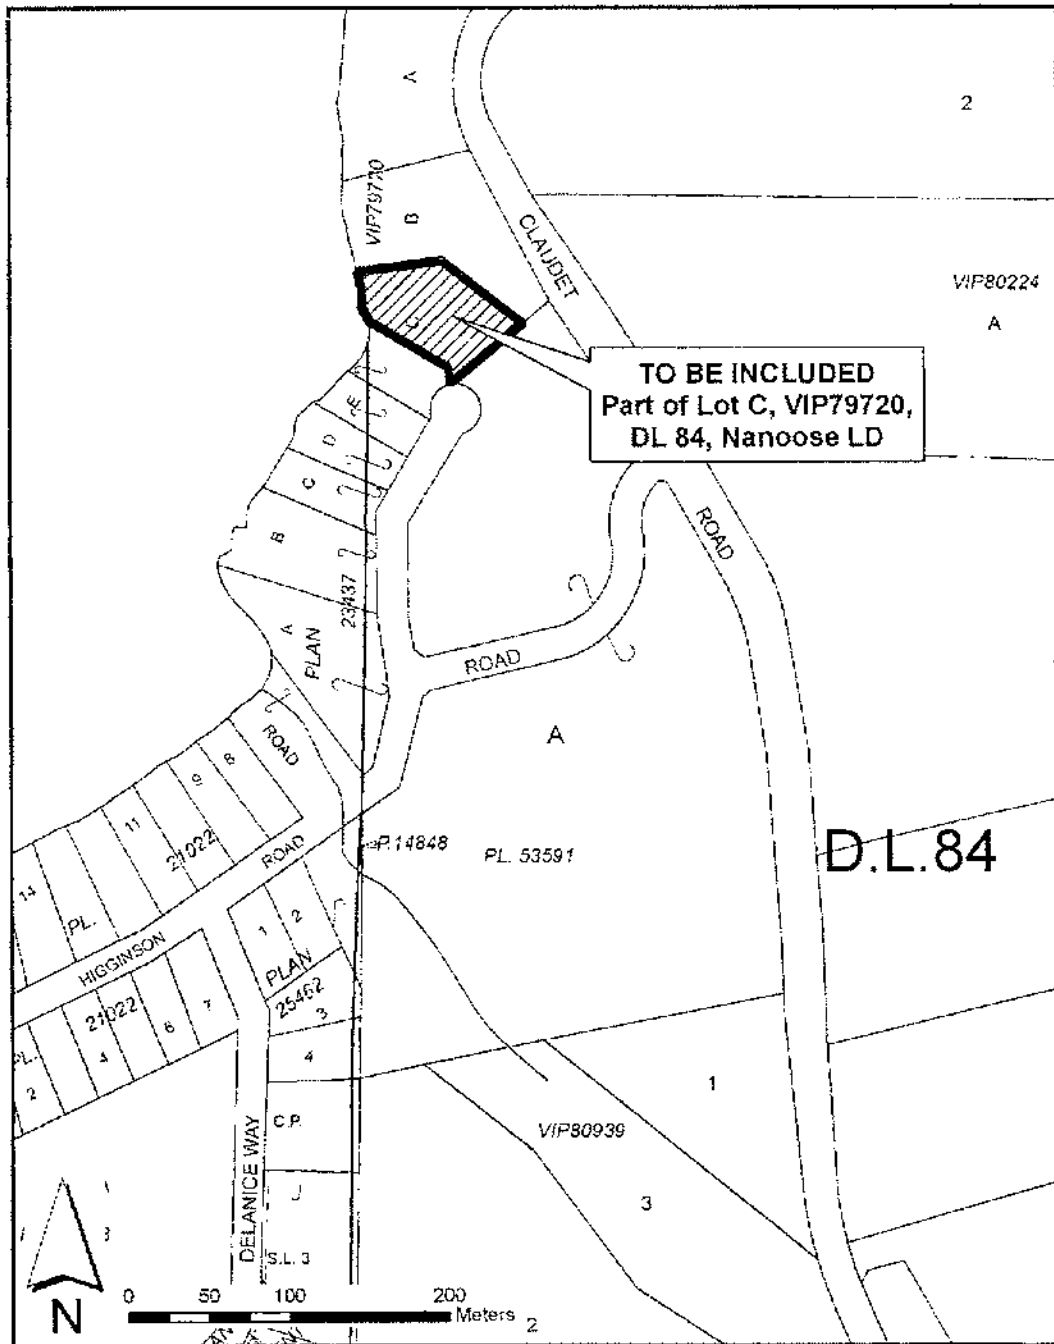 A
2
VIP79720
B
CLAUDET
VIP80224
A
C
TO BE INCLUDED
Part of Lot C, VIP79720,
DL 84, Nanoose LD
E
D
C
B
ROAD
23437
A
PLAN
ROAD
ROAD
A
8
9
11
21022
ROAD
P.14848
PL. 53591
D.L.84
14
PL.
1
2
HIGGINSON
PLAN
25462
3
21022
7
6
4
PL.
2
4
1
C.P.
VIP80939
DELANICE WAY
3
S.L. 3
N
0 50 100 200
Meters
2